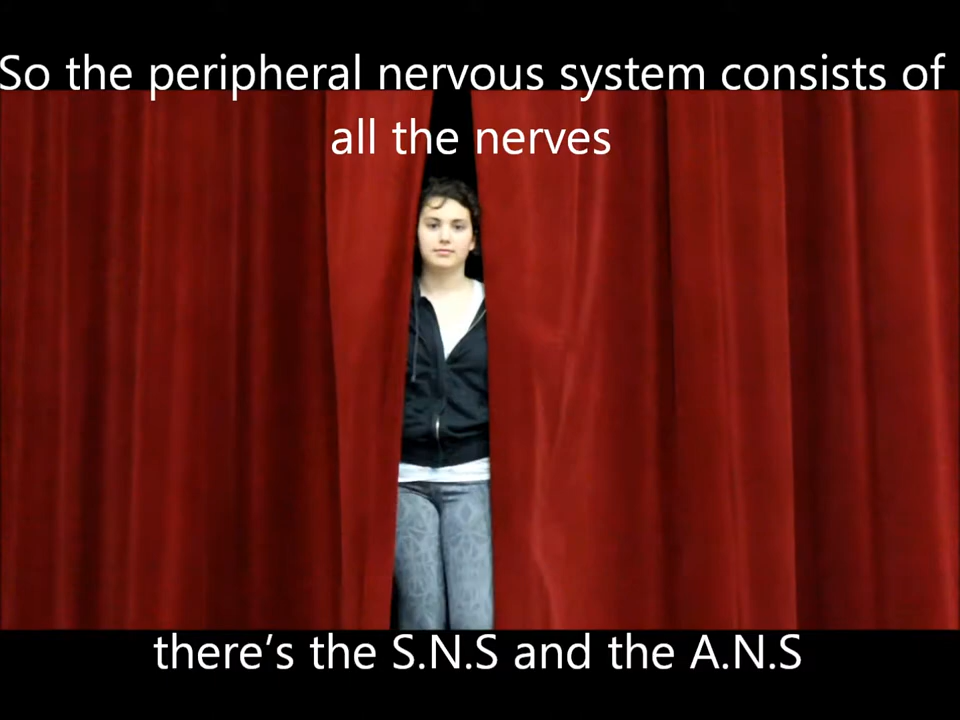 So the peripheral nervous system consists of
all the nerves
there's the S.N.S and the A.N.S